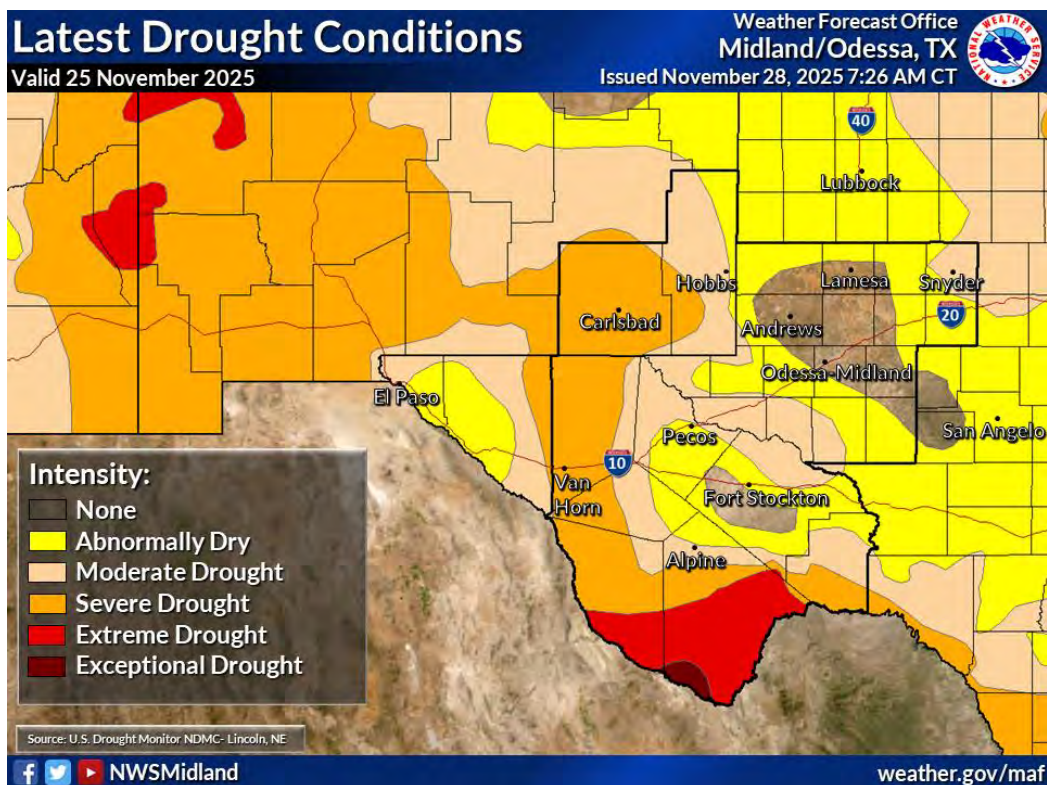 Latest Drought Conditions
Valid 25 November 2025
Weather Forecast Office
Midland/Odessa, TX
Issued November 28, 2025 7:26 AM CT
NATIONAL WEATHER SERVICE
40
Lubbock
Hobbs
Lamesa
Snyder
Carlsbad
Andrews
20
Odessa-Midland
El Paso
Pecos
San Angelo
10
Van
Horn
Fort Stockton
Alpine
Intensity:
None
Abnormally Dry
Moderate Drought
Severe Drought
Extreme Drought
Exceptional Drought
Source: U.S. Drought Monitor NDMC- Lincoln, NE
NWSMidland
weather.gov/maf